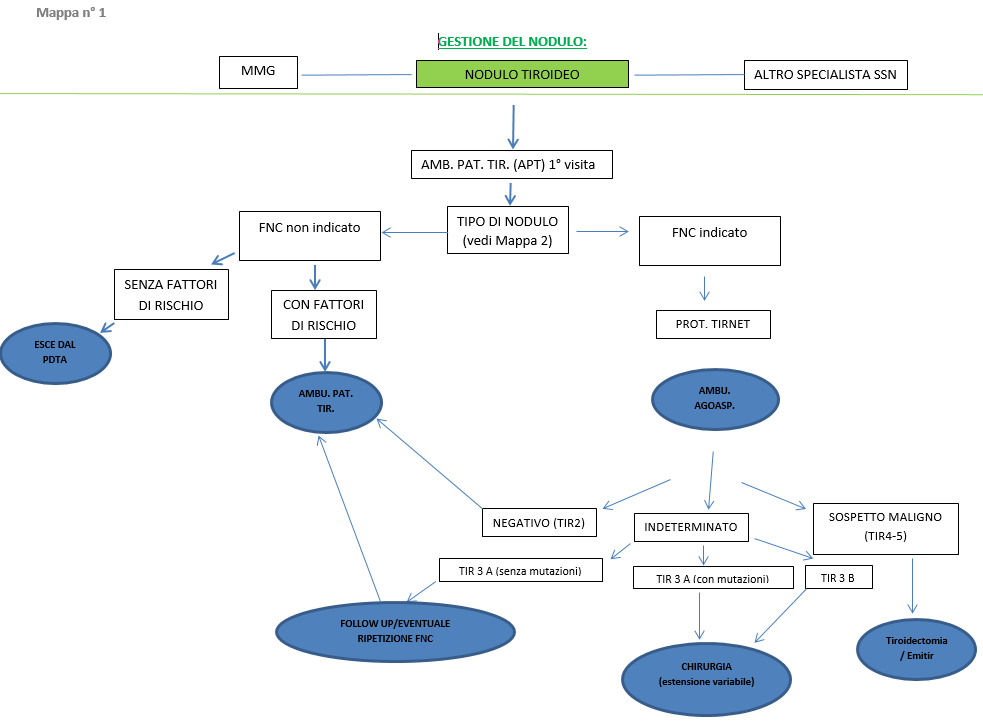 Mappa n° 1
GESTIONE DEL NODULO:
MMG
NODULO TIROIDEO
ALTRO SPECIALISTA SSN
AMB. PAT. TIR. (APT) 1° visita
FNC non indicato
TIPO DI NODULO
(vedi Mappa 2)
FNC indicato
SENZA FATTORI
DI RISCHIO
CON FATTORI
DI RISCHIO
PROT. TIRNET
ESCE DAL
PDTA
AMBU. PAT.
TIR.
AMBU.
AGOASP.
NEGATIVO (TIR2)
INDETERMINATO
SOSPETTO MALIGNO
(TIR4-5)
TIR 3 A (senza mutazioni)
TIR 3 A (con mutazioni)
TIR 3 B
FOLLOW UP/EVENTUALE
RIPETIZIONE FNC
CHIRURGIA
(estensione variabile)
Tiroidectomia
/ Emitir